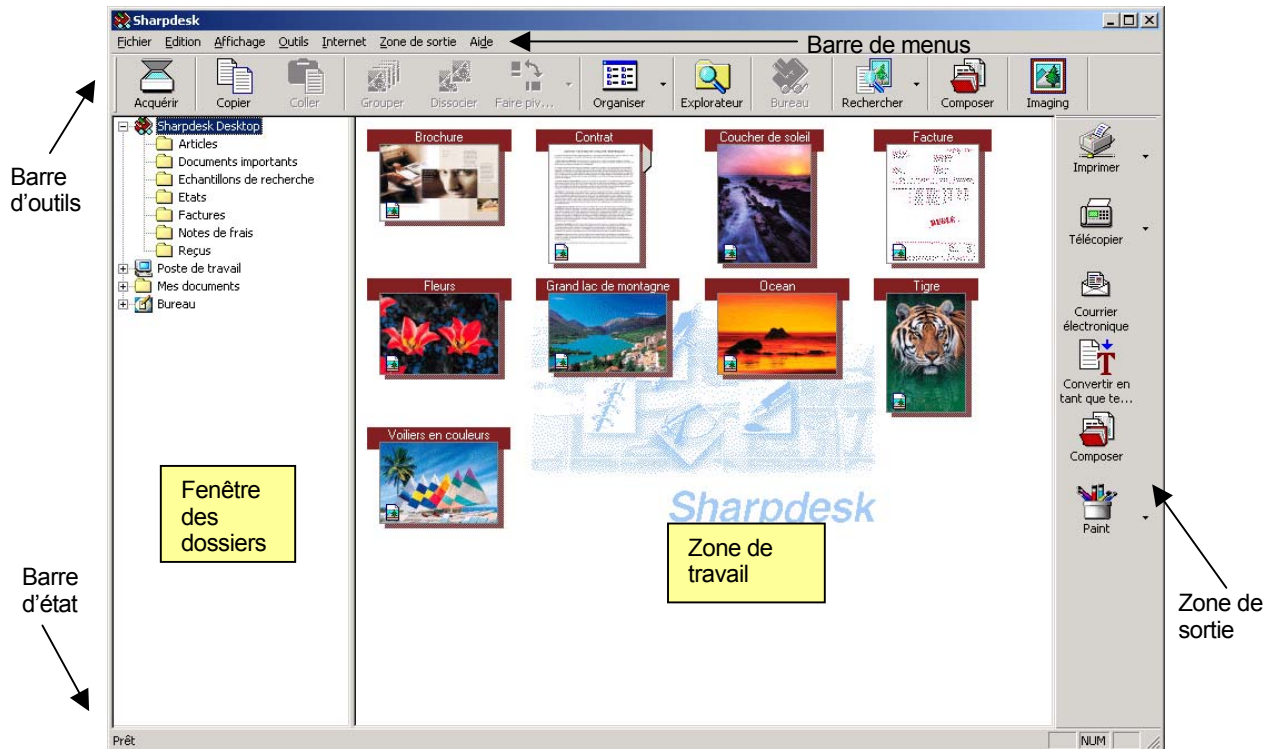 Sharpdesk
Fichier Edition Affichage Outils Internet Zone de sortie Aide
Barre de menus
Acquérir Copier Coller Grouper Dissocier Faire piv... Organiser Explorateur Bureau Rechercher Composer Imaging
Barre
d'outils
Sharpdesk Desktop
Articles
Documents importants
Echantillons de recherche
Etats
Factures
Notes de frais
Reçus
Poste de travail
Mes documents
Bureau
Fenêtre
des
dossiers
Barre
d'état
Brochure Contrat Coucher de soleil Facture
Fleurs Grand lac de montagne Ocean Tigre
Voiliers en couleurs
Sharpdesk
Zone de
travail
Imprimer
Télécopier
Courrier
électronique
Convertir en
tant que te...
Composer
Paint
Zone de
sortie
Prêt
NUM